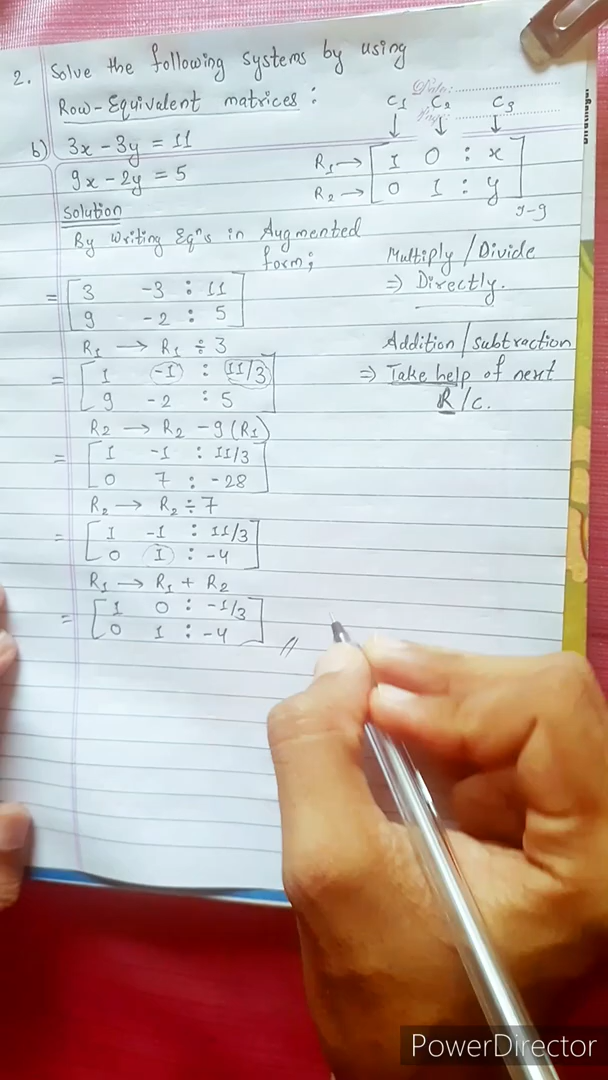 2. Solve the following systems by using
Row-Equivalent matrices :
b) 3x - 3y = 11
9x - 2y = 5
Solution
By writing Eqⁿs in Augmented
form;
= [3 -3 : 11
9 -2 : 5]
R₁ → R₁ ÷ 3
= [1 -1 : 11/3
9 -2 : 5]
R₂ → R₂ - 9(R₁)
= [1 -1 : 11/3
0 7 : -28]
R₂ → R₂ ÷ 7
= [1 -1 : 11/3
0 1 : -4]
R₁ → R₁ + R₂
= [1 0 : -1/3
0 1 : -4] //
C₁ C₂ C₃
↓ ↓ ↓
R₁ → [1 0 : x
R₂ → 0 1 : y]
9-9
Multiply / Divide
⇒ Directly.
Addition / subtraction
⇒ Take help of next
R/c.
PowerDirector